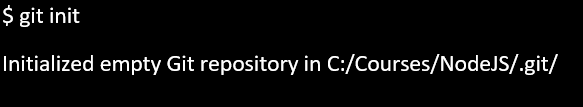 $ git init
Initialized empty Git repository in C:/Courses/NodeJS/.git/